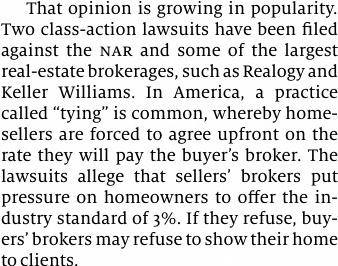 That opinion is growing in popularity.
Two class-action lawsuits have been filed
against the NAR and some of the largest
real-estate brokerages, such as Realogy and
Keller Williams. In America, a practice
called “tying” is common, whereby home-
sellers are forced to agree upfront on the
rate they will pay the buyer’s broker. The
lawsuits allege that sellers’ brokers put
pressure on homeowners to offer the in-
dustry standard of 3%. If they refuse, buy-
ers’ brokers may refuse to show their home
to clients.